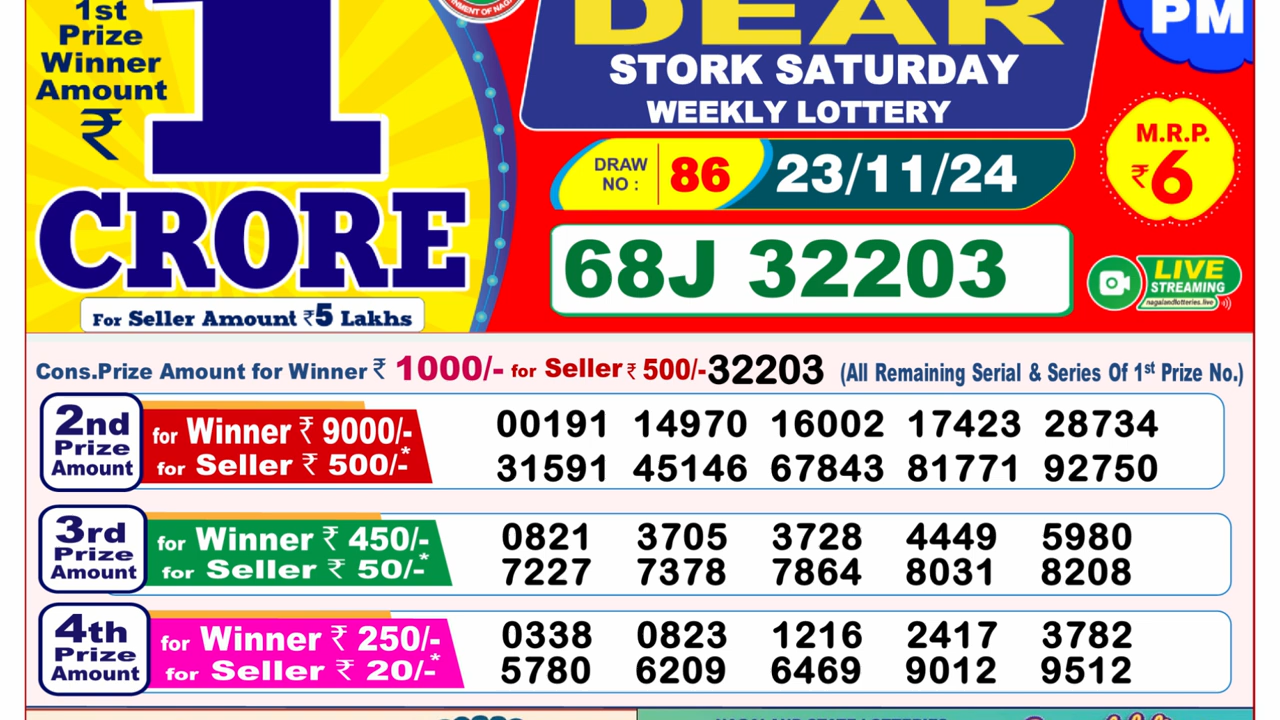 1st
Prize
Winner
Amount
₹
1
CRORE
For Seller Amount ₹5 Lakhs
DEAR
STORK SATURDAY
WEEKLY LOTTERY
PM
DRAW
NO :
86
23/11/24
M.R.P.
₹6
68J 32203
LIVE
STREAMING
nagalandlotteries.live
Cons.Prize Amount for Winner ₹ 1000/- for Seller ₹ 500/- 32203 (All Remaining Serial & Series Of 1st Prize No.)
2nd
Prize
Amount
for Winner ₹ 9000/-
for Seller ₹ 500/-*
00191 14970 16002 17423 28734
31591 45146 67843 81771 92750
3rd
Prize
Amount
for Winner ₹ 450/-
for Seller ₹ 50/-*
0821 3705 3728 4449 5980
7227 7378 7864 8031 8208
4th
Prize
Amount
for Winner ₹ 250/-
for Seller ₹ 20/-*
0338 0823 1216 2417 3782
5780 6209 6469 9012 9512